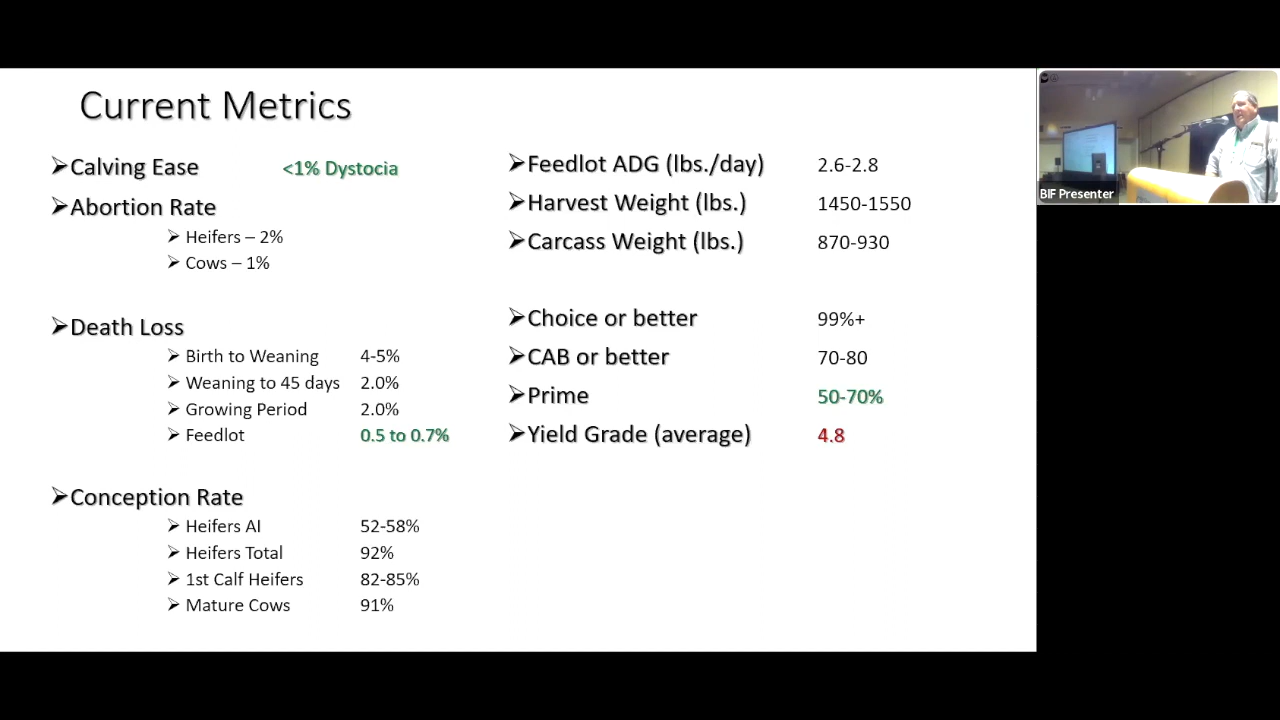 Current Metrics
Calving Ease <1% Dystocia
Abortion Rate
Heifers – 2%
Cows – 1%
Death Loss
Birth to Weaning 4-5%
Weaning to 45 days 2.0%
Growing Period 2.0%
Feedlot 0.5 to 0.7%
Conception Rate
Heifers AI 52-58%
Heifers Total 92%
1st Calf Heifers 82-85%
Mature Cows 91%
Feedlot ADG (lbs./day) 2.6-2.8
Harvest Weight (lbs.) 1450-1550
Carcass Weight (lbs.) 870-930
Choice or better 99%+
CAB or better 70-80
Prime 50-70%
Yield Grade (average) 4.8
BIF Presenter